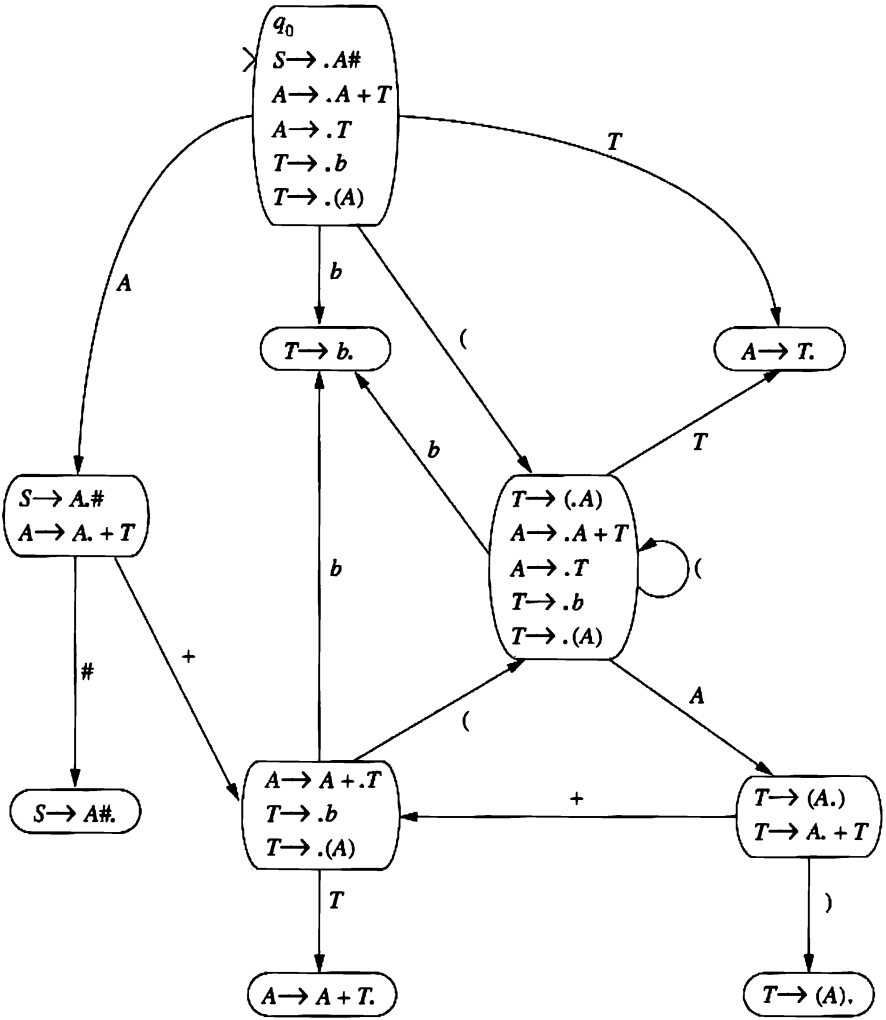 q₀
S → .A#
A → .A + T
A → .T
T → .b
T → .(A)
T
A
b
(
T → b.
A → T.
b
T
S → A.#
A → A. + T
T → (.A)
A → .A + T
A → .T
T → .b
T → .(A)
(
b
#
+
(
A
S → A#.
A → A + .T
T → .b
T → .(A)
+
T → (A.)
T → A. + T
T
)
A → A + T.
T → (A).